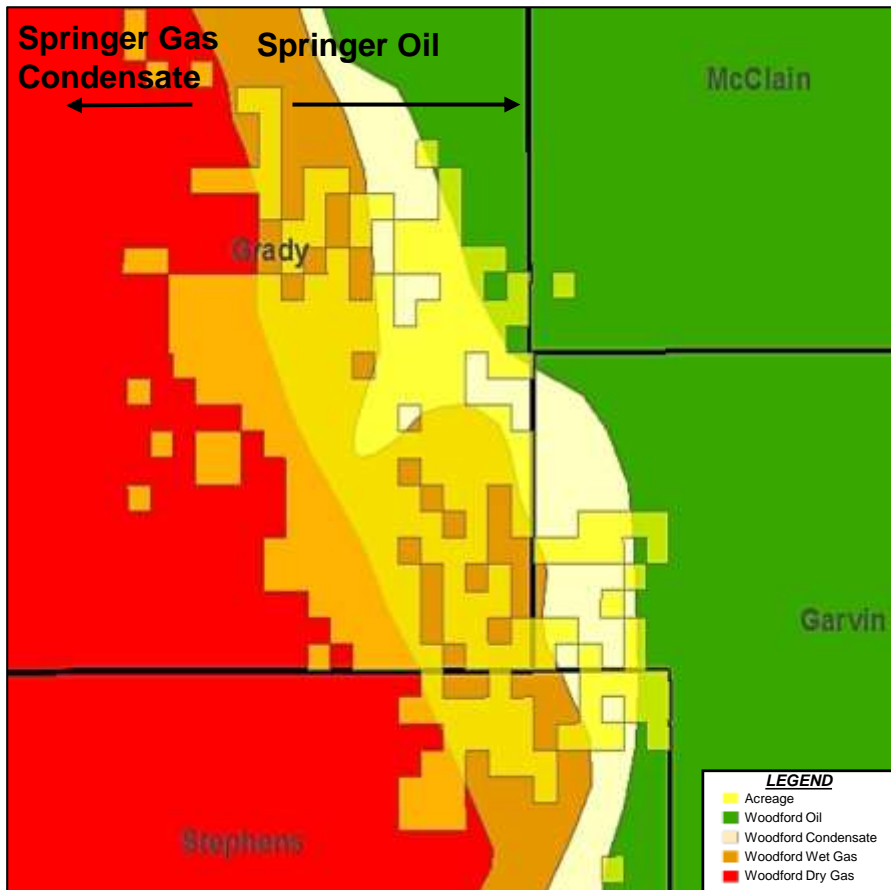 Springer Gas
Condensate
Springer Oil
McClain
Grady
Garvin
Stephens
LEGEND
Acreage
Woodford Oil
Woodford Condensate
Woodford Wet Gas
Woodford Dry Gas